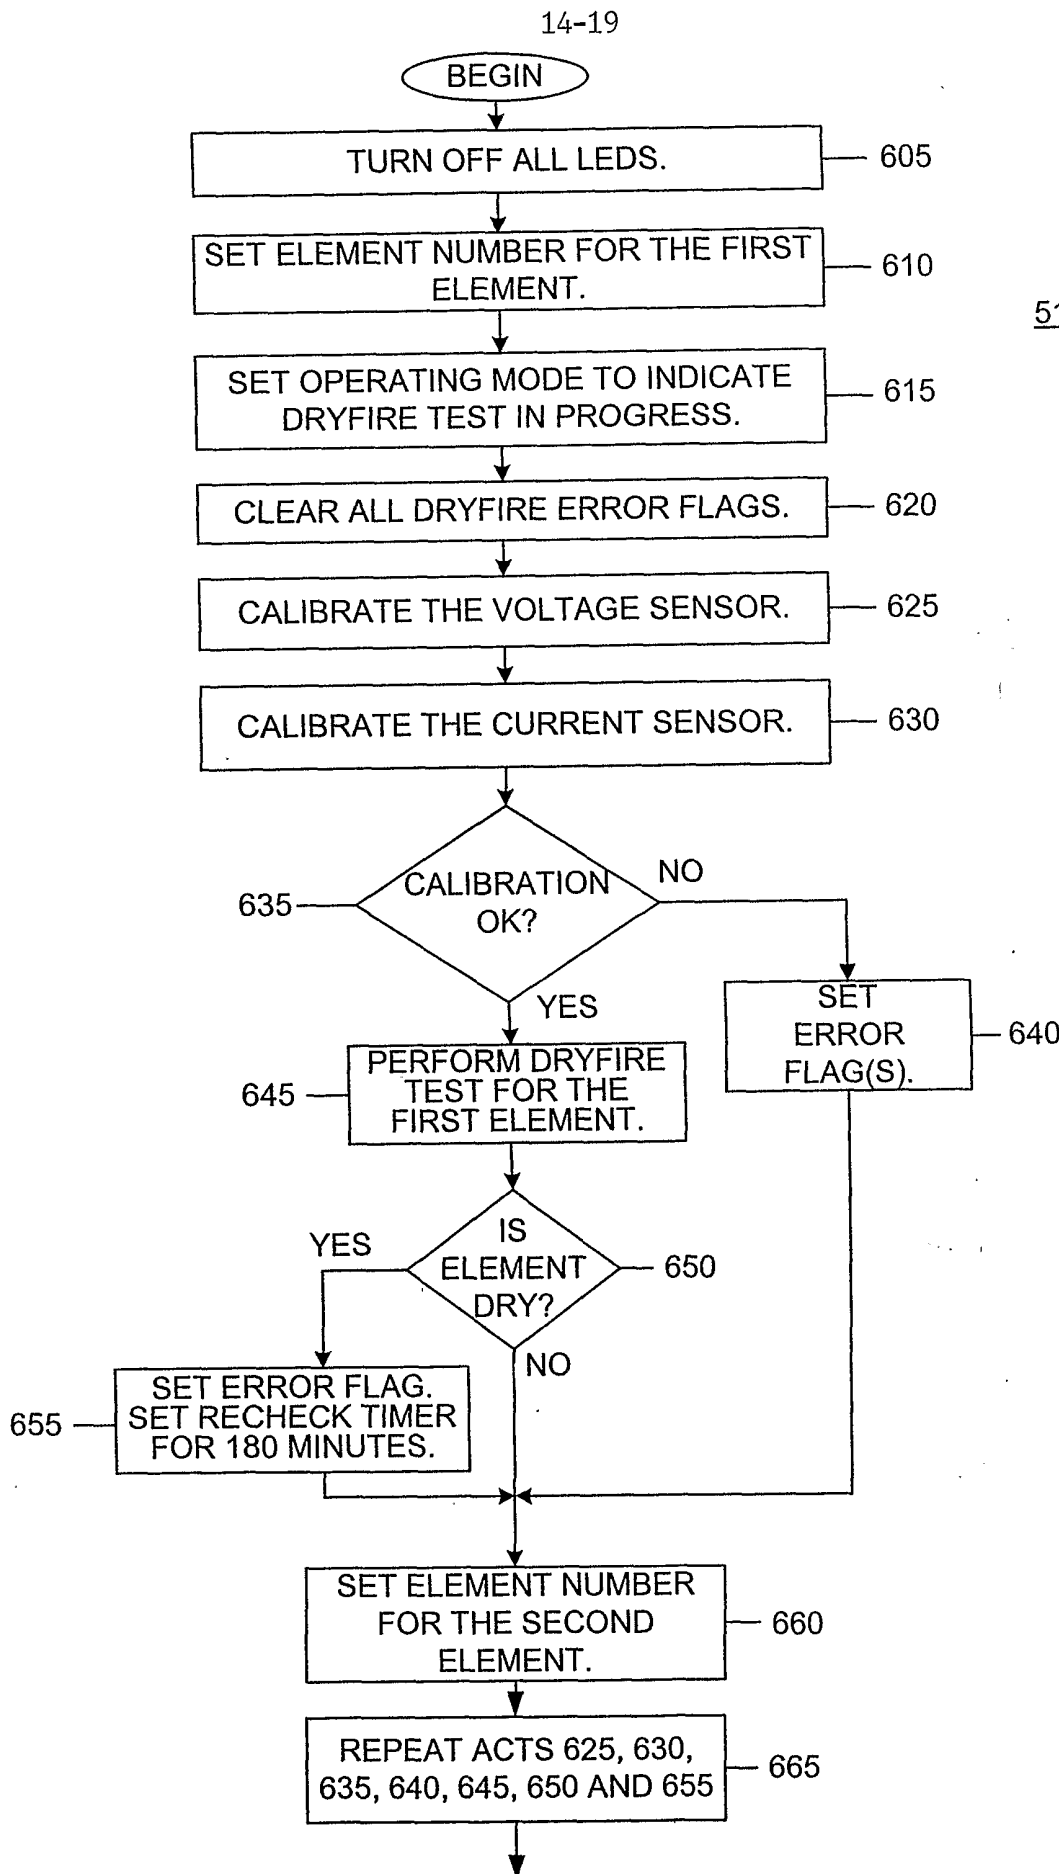 14-19
BEGIN
TURN OFF ALL LEDS.
605
SET ELEMENT NUMBER FOR THE FIRST
ELEMENT.
610
51
SET OPERATING MODE TO INDICATE
DRYFIRE TEST IN PROGRESS.
615
CLEAR ALL DRYFIRE ERROR FLAGS.
620
CALIBRATE THE VOLTAGE SENSOR.
625
CALIBRATE THE CURRENT SENSOR.
630
635
CALIBRATION
OK?
NO
YES
SET
ERROR
FLAG(S).
640
645
PERFORM DRYFIRE
TEST FOR THE
FIRST ELEMENT.
YES
IS
ELEMENT
DRY?
650
NO
655
SET ERROR FLAG.
SET RECHECK TIMER
FOR 180 MINUTES.
SET ELEMENT NUMBER
FOR THE SECOND
ELEMENT.
660
REPEAT ACTS 625, 630,
635, 640, 645, 650 AND 655
665